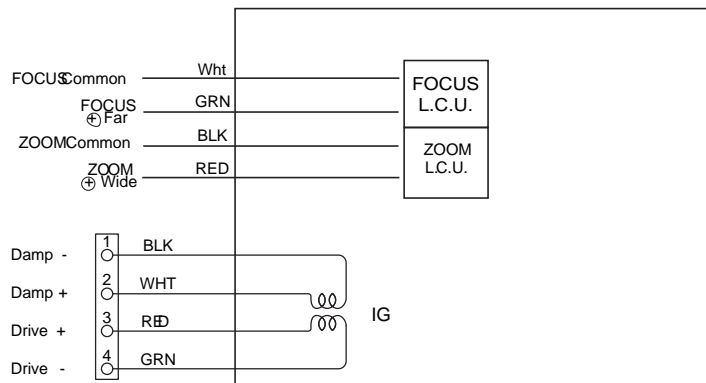 FOCUS Common Wht
FOCUS
⊕ Far GRN
ZOOM Common BLK
ZOOM
⊕ Wide RED
FOCUS
L.C.U.
ZOOM
L.C.U.
Damp - 1 BLK
Damp + 2 WHT
Drive + 3 RED
Drive - 4 GRN
IG